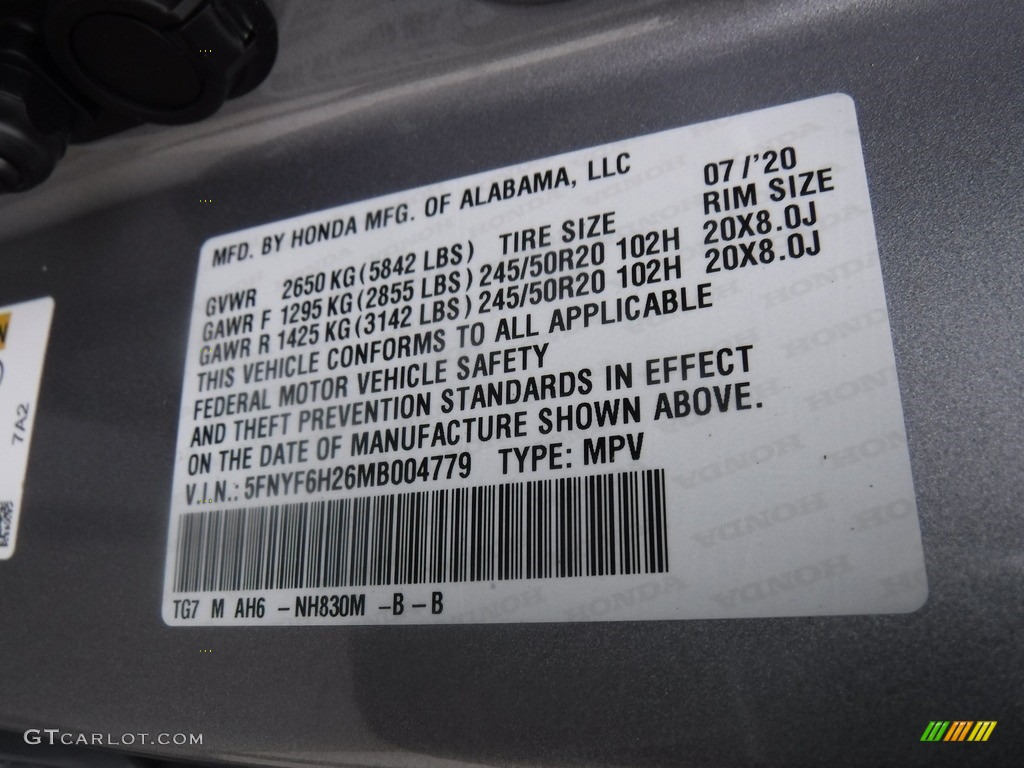 MFD. BY HONDA MFG. OF ALABAMA, LLC 07/'20
GVWR 2650 KG (5842 LBS) TIRE SIZE RIM SIZE
GAWR F 1295 KG (2855 LBS) 245/50R20 102H 20X8.0J
GAWR R 1425 KG (3142 LBS) 245/50R20 102H 20X8.0J
THIS VEHICLE CONFORMS TO ALL APPLICABLE
FEDERAL MOTOR VEHICLE SAFETY
AND THEFT PREVENTION STANDARDS IN EFFECT
ON THE DATE OF MANUFACTURE SHOWN ABOVE.
V.I.N.: 5FNYF6H26MB004779 TYPE: MPV
TG7 M AH6 -NH830M -B -B
7A2
HONDA
GTCARLOT.COM